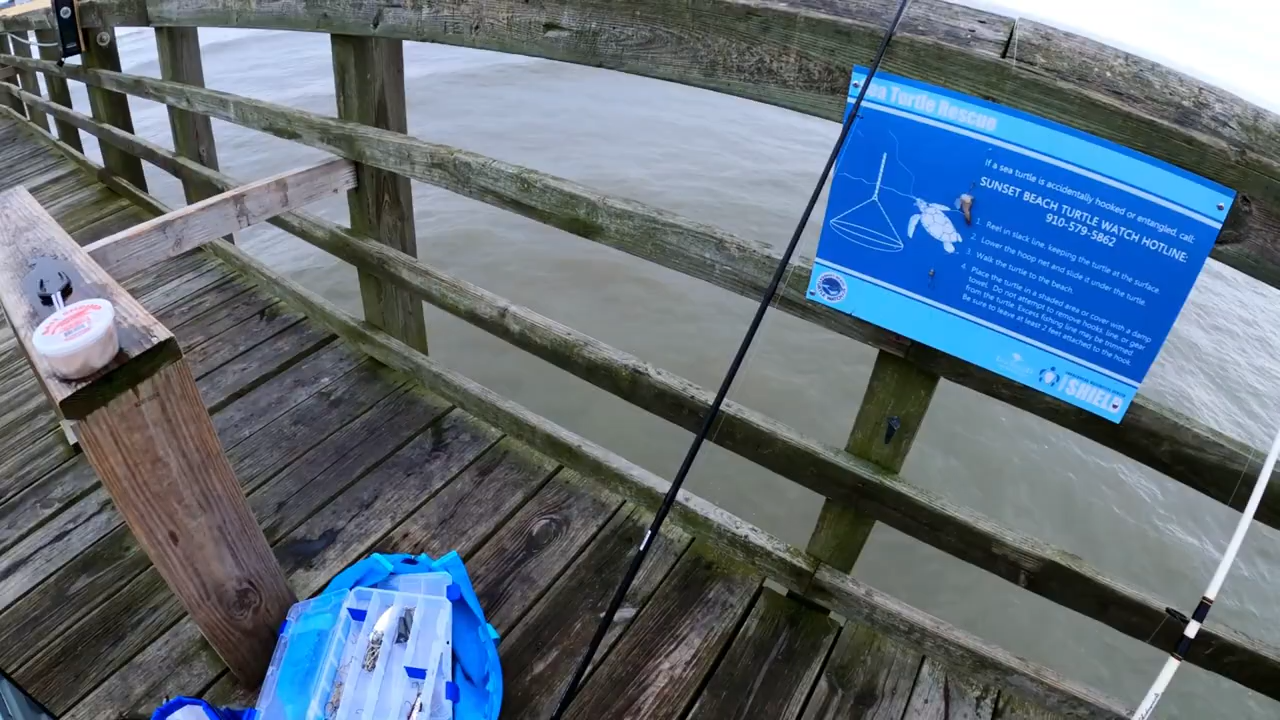 Sea Turtle Rescue
If a sea turtle is accidentally hooked or entangled, call:
SUNSET BEACH TURTLE WATCH HOTLINE:
910-579-5862
1. Reel in slack line, keeping the turtle at the surface.
2. Lower the hoop net and slide it under the turtle.
3. Walk the turtle to the beach.
4. Place the turtle in a shaded area or cover with a damp
towel. Do not attempt to remove hooks, line, or gear
from the turtle. Excess fishing line may be trimmed.
Be sure to leave at least 2 feet attached to the hook.
SHIELD